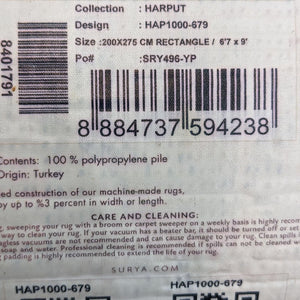 Collection : HARPUT
Design : HAP1000-679
Size : 200X275 CM RECTANGLE / 6'7 x 9'
Po# : SRY496-YP
8401791
8 884737 594238
Contents: 100 % polypropylene pile
Origin: Turkey
ed construction of our machine-made rugs,
by up to %3 percent in width or length.
CARE AND CLEANING:
g, sweeping your rug with a broom or carpet sweeper on a weekly basis is highly recom
way to clean your rug. If your vacuum has a beater bar, it should be turned off or set
agless vacuums are not recommended and can cause damage to your rug. Clean spills i
soap and water. Professional cleaning is recommended if spills can not be cleaned w
padding is highly recommended to extend the life of your rug.
SURYA.COM
HAP1000-679
HAP1000-679